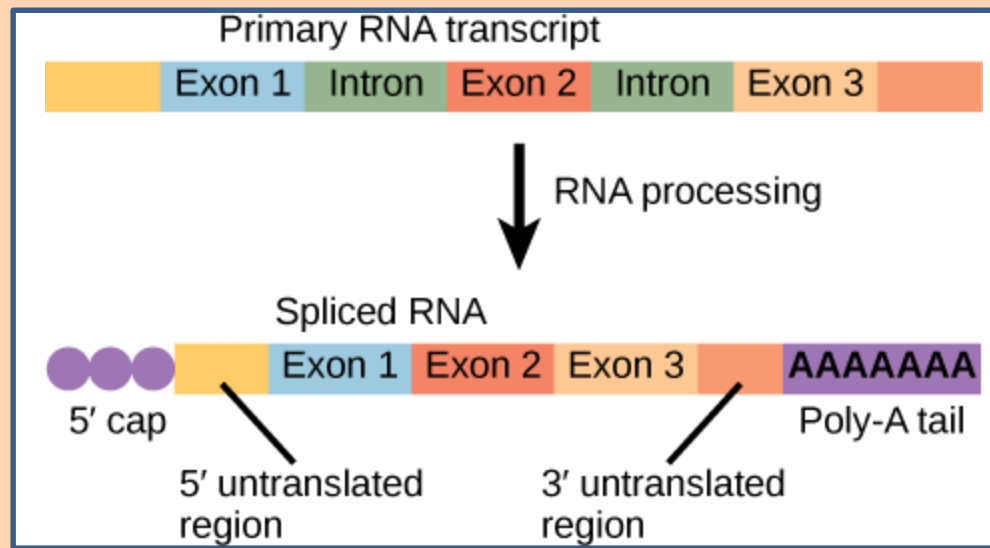 Primary RNA transcript
Exon 1 Intron Exon 2 Intron Exon 3
RNA processing
Spliced RNA
Exon 1 Exon 2 Exon 3 AAAAAAA
5′ cap
Poly-A tail
5′ untranslated
region
3′ untranslated
region